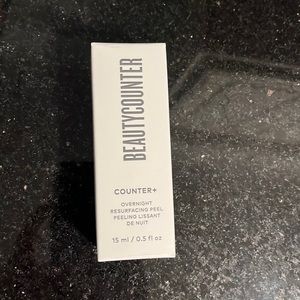 BEAUTYCOUNTER
COUNTER+
OVERNIGHT
RESURFACING PEEL
PEELING LISSANT
DE NUIT
15 ml / 0.5 fl oz